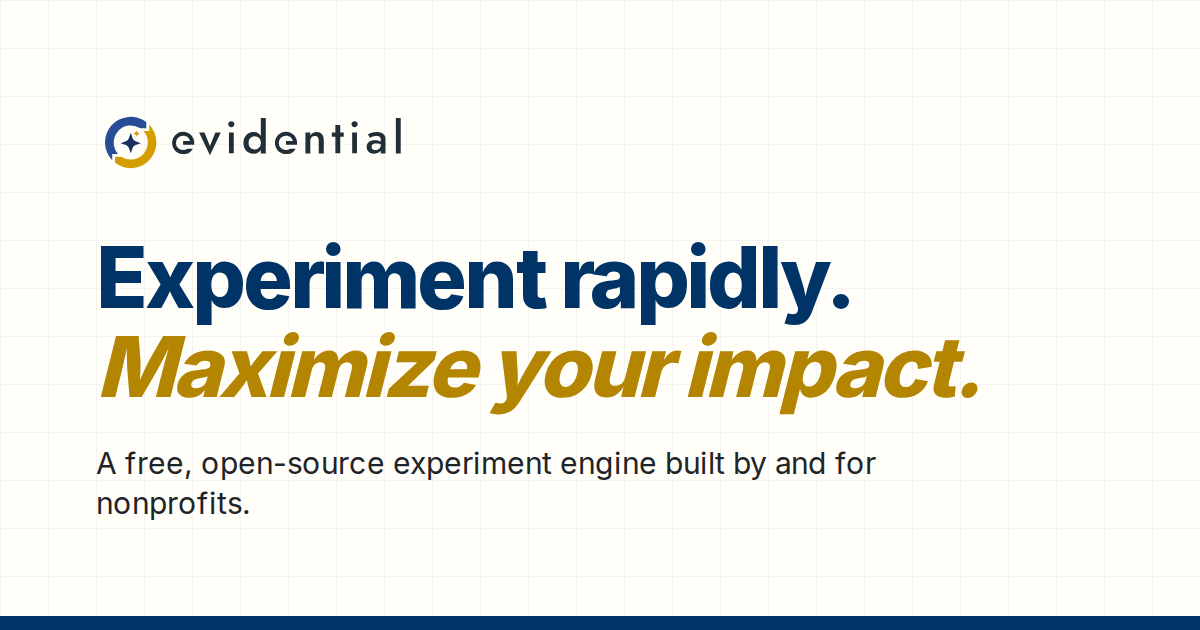 evidential
Experiment rapidly.
Maximize your impact.
A free, open-source experiment engine built by and for
nonprofits.